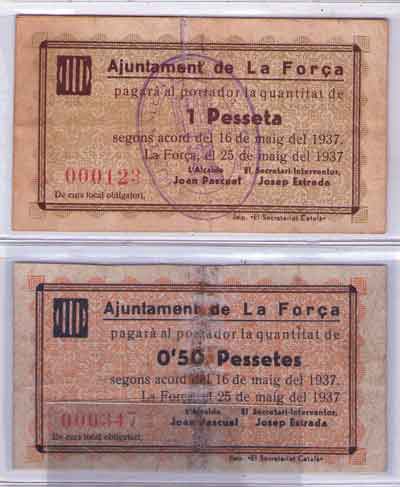 Ajuntament de La Força
pagarà al portador la quantitat de
1 Pesseta
segons acord del 16 de maig del 1937.
La Força, el 25 de maig del 1937
L'Alcalde El Secretari-Interventor,
000123 Joan Pascual Josep Estrada
De curs local obligatori.
Imp. «El Secretariat Català»
Ajuntament de La Força
pagarà al portador la quantitat de
0'50 Pessetes
segons acord del 16 de maig del 1937.
La Força, el 25 de maig del 1937
L'Alcalde El Secretari-Interventor,
000347 Joan Pascual Josep Estrada
De curs local obligatori.
Imp. «El Secretariat Català»